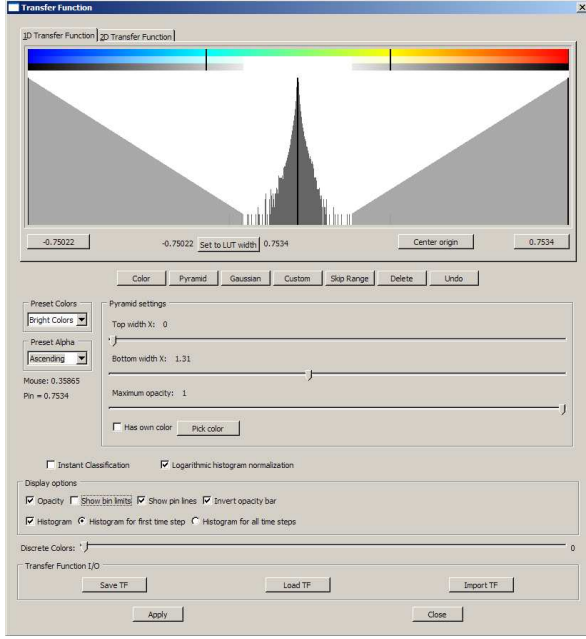 Transfer Function
1D Transfer Function 2D Transfer Function
-0.75022 -0.75022 Set to LUT width 0.7534 Center origin 0.7534
Color Pyramid Gaussian Custom Skip Range Delete Undo
Preset Colors Pyramid settings
Bright Colors Top width X: 0
Preset Alpha
Ascending Bottom width X: 1.31
Mouse: 0.35865
Pin = 0.7534 Maximum opacity: 1
Has own color Pick color
Instant Classification Logarithmic histogram normalization
Display options
Opacity Show bin limits Show pin lines Invert opacity bar
Histogram Histogram for first time step Histogram for all time steps
Discrete Colors: 0
Transfer Function I/O
Save TF Load TF Import TF
Apply Close